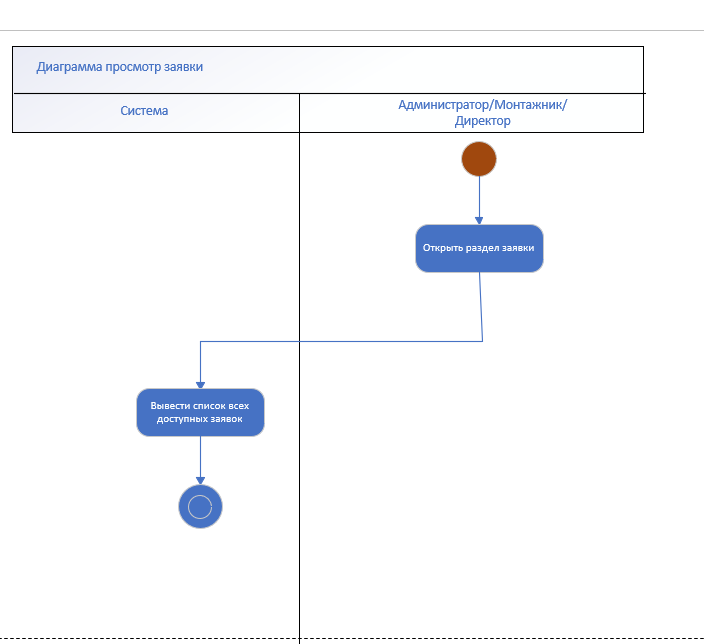 Диаграмма просмотр заявки
Система
Администратор/Монтажник/
Директор
Открыть раздел заявки
Вывести список всех
доступных заявок